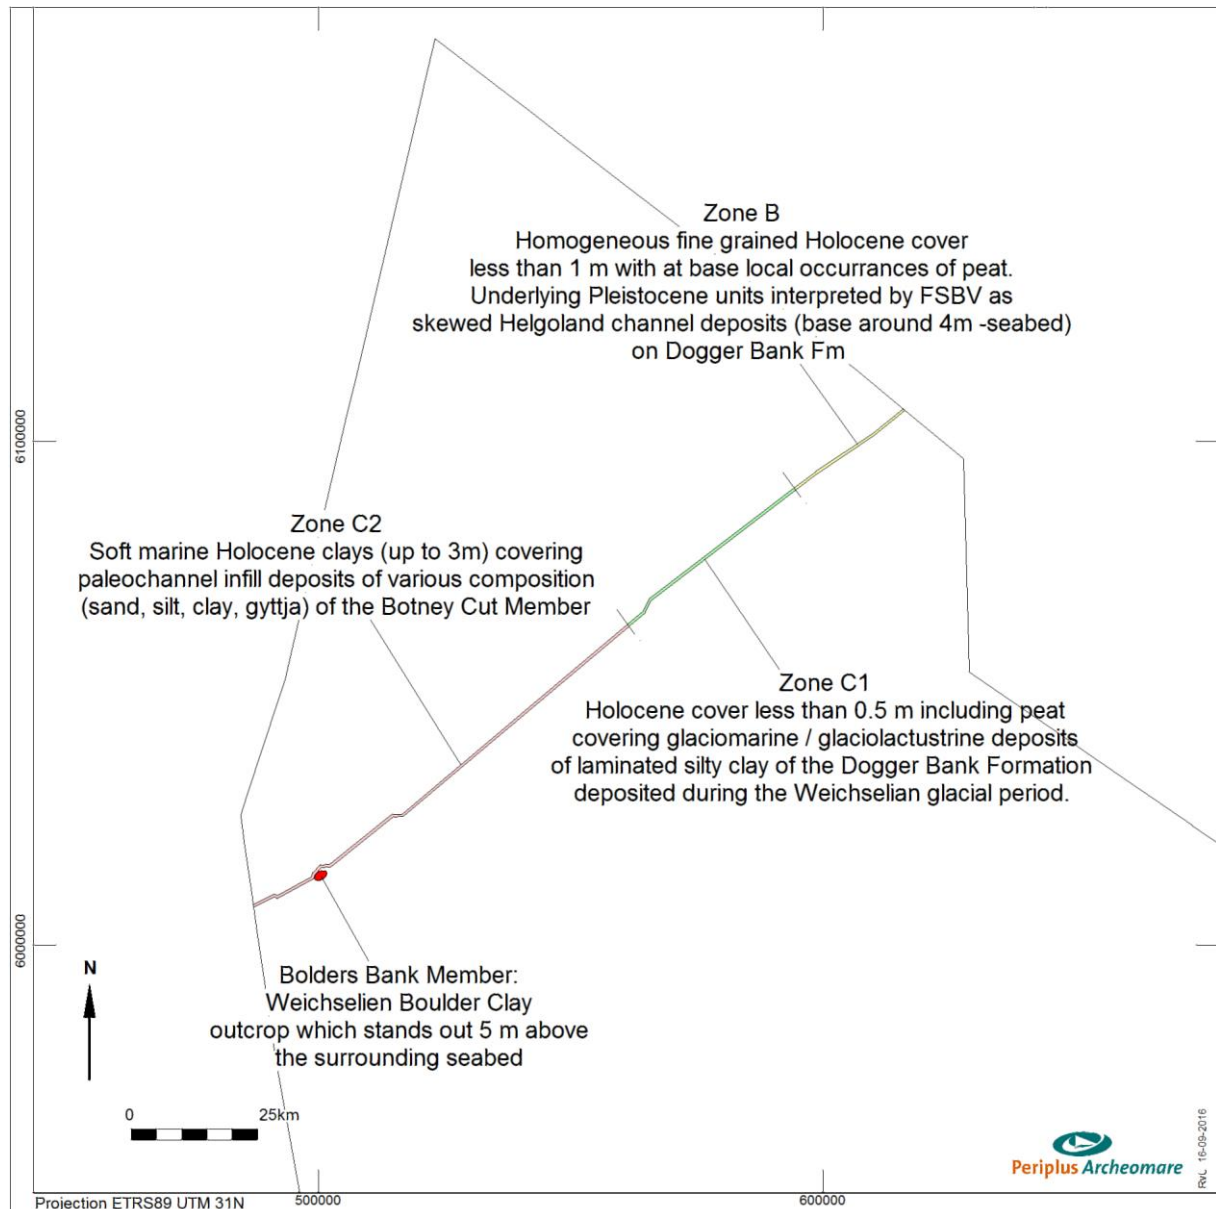 Zone B
Homogeneous fine grained Holocene cover
less than 1 m with at base local occurrances of peat.
Underlying Pleistocene units interpreted by FSBV as
skewed Helgoland channel deposits (base around 4m -seabed)
on Dogger Bank Fm
6100000
Zone C2
Soft marine Holocene clays (up to 3m) covering
paleochannel infill deposits of various composition
(sand, silt, clay, gyttja) of the Botney Cut Member
Zone C1
Holocene cover less than 0.5 m including peat
covering glaciomarine / glaciolactustrine deposits
of laminated silty clay of the Dogger Bank Formation
deposited during the Weichselian glacial period.
6000000
N
Bolders Bank Member:
Weichselien Boulder Clay
outcrop which stands out 5 m above
the surrounding seabed
0 25km
Periplus Archeomare
RvL 16-09-2016
Projection ETRS89 UTM 31N
500000
600000